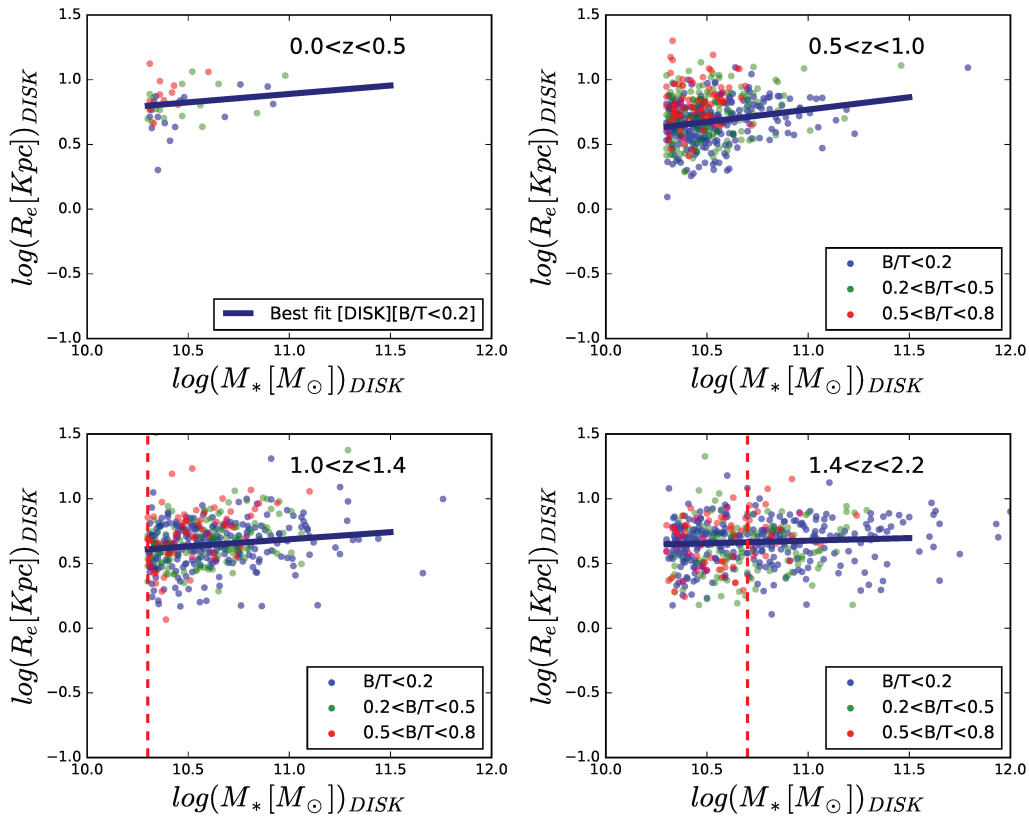 1.5
1.0
0.5
0.0
−0.5
−1.0
10.0 10.5 11.0 11.5 12.0
log(R_e[Kpc])_DISK
log(M_*[M_⊙])_DISK
0.0<z<0.5
Best fit [DISK][B/T<0.2]
1.5
1.0
0.5
0.0
−0.5
−1.0
10.0 10.5 11.0 11.5 12.0
log(R_e[Kpc])_DISK
log(M_*[M_⊙])_DISK
0.5<z<1.0
B/T<0.2
0.2<B/T<0.5
0.5<B/T<0.8
1.5
1.0
0.5
0.0
−0.5
−1.0
10.0 10.5 11.0 11.5 12.0
log(R_e[Kpc])_DISK
log(M_*[M_⊙])_DISK
1.0<z<1.4
B/T<0.2
0.2<B/T<0.5
0.5<B/T<0.8
1.5
1.0
0.5
0.0
−0.5
−1.0
10.0 10.5 11.0 11.5 12.0
log(R_e[Kpc])_DISK
log(M_*[M_⊙])_DISK
1.4<z<2.2
B/T<0.2
0.2<B/T<0.5
0.5<B/T<0.8